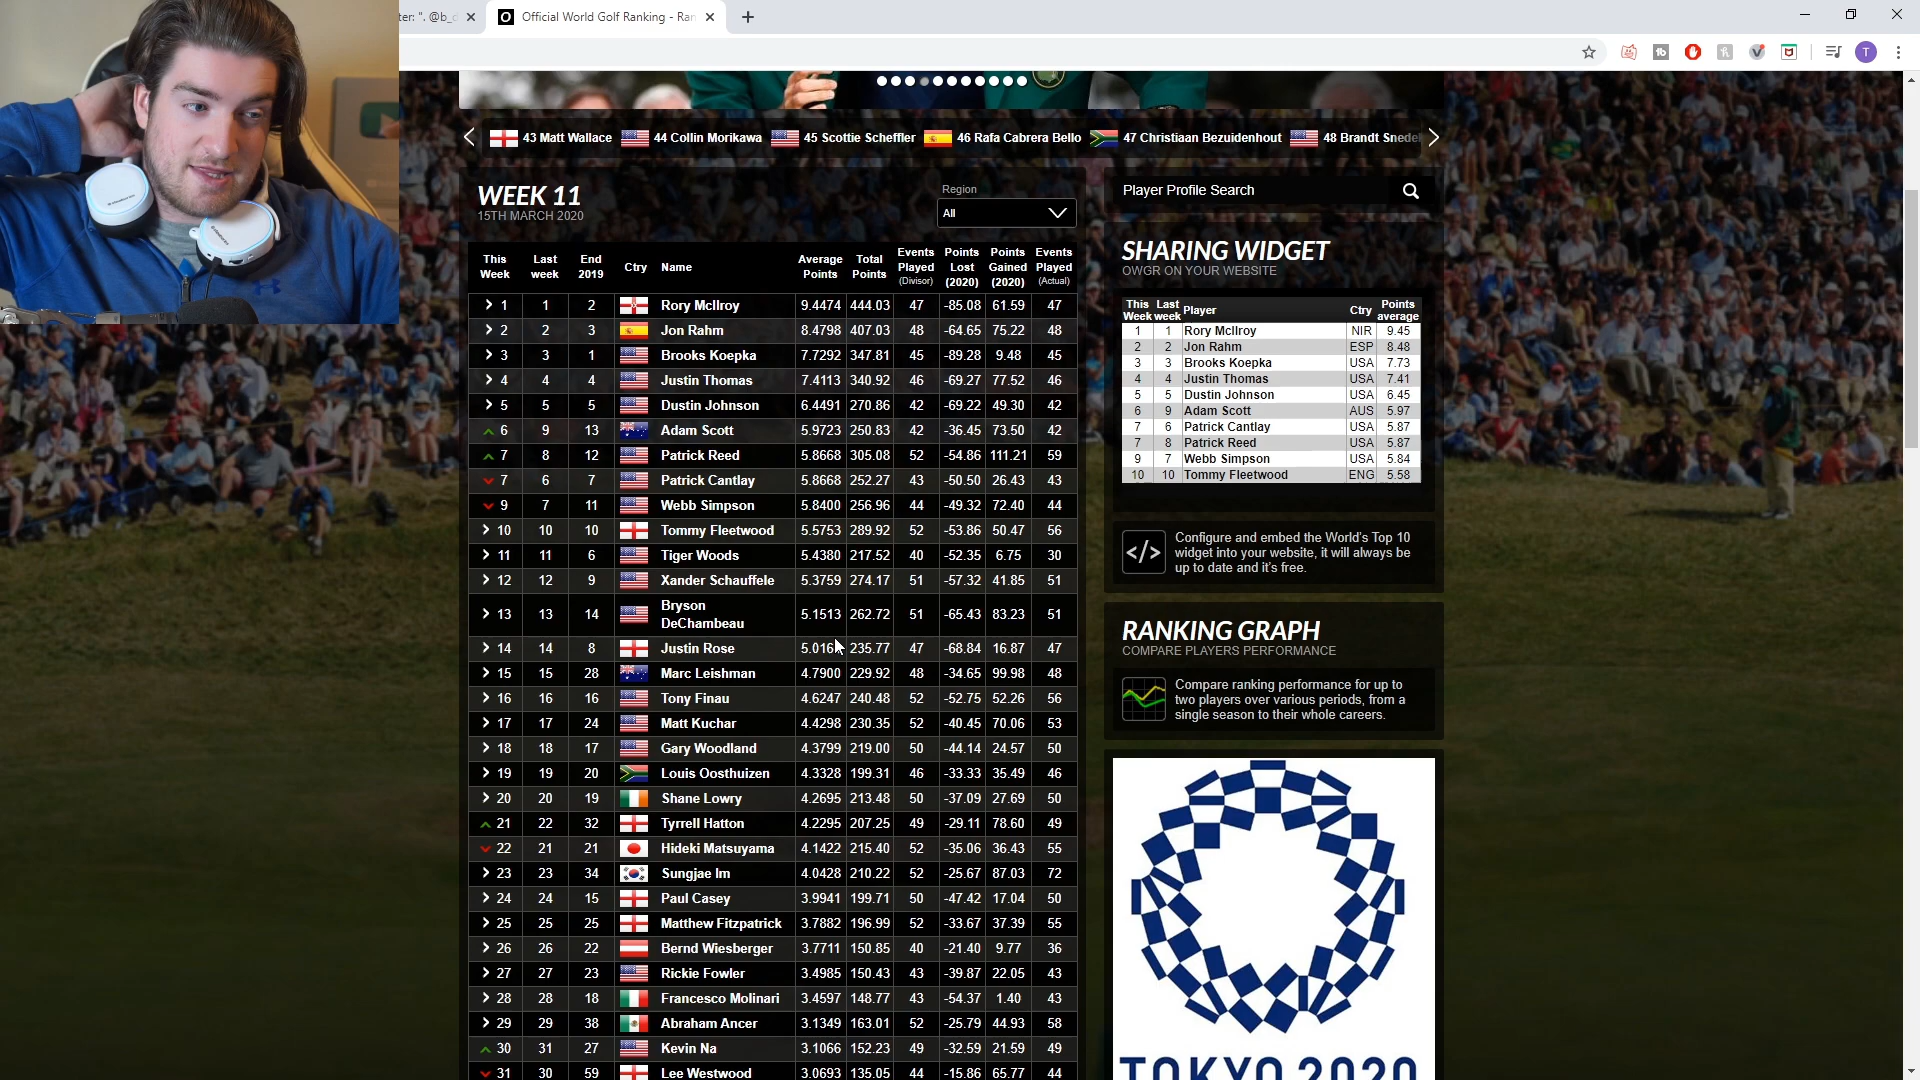 ter: ". @b_d
Official World Golf Ranking - Ran
T
43 Matt Wallace 44 Collin Morikawa 45 Scottie Scheffler 46 Rafa Cabrera Bello 47 Christiaan Bezuidenhout 48 Brandt Snede
WEEK 11
15TH MARCH 2020
Region
All
This Week Last week End 2019 Ctry Name Average Points Total Points Events Played (Divisor) Points Lost (2020) Points Gained (2020) Events Played (Actual)
1 1 2 Rory McIlroy 9.4474 444.03 47 -85.08 61.59 47
2 2 3 Jon Rahm 8.4798 407.03 48 -64.65 75.22 48
3 3 1 Brooks Koepka 7.7292 347.81 45 -89.28 9.48 45
4 4 4 Justin Thomas 7.4113 340.92 46 -69.27 77.52 46
5 5 5 Dustin Johnson 6.4491 270.86 42 -69.22 49.30 42
6 9 13 Adam Scott 5.9723 250.83 42 -36.45 73.50 42
7 8 12 Patrick Reed 5.8668 305.08 52 -54.86 111.21 59
7 6 7 Patrick Cantlay 5.8668 252.27 43 -50.50 26.43 43
9 7 11 Webb Simpson 5.8400 256.96 44 -49.32 72.40 44
10 10 10 Tommy Fleetwood 5.5753 289.92 52 -53.86 50.47 56
11 11 6 Tiger Woods 5.4380 217.52 40 -52.35 6.75 30
12 12 9 Xander Schauffele 5.3759 274.17 51 -57.32 41.85 51
13 13 14 Bryson DeChambeau 5.1513 262.72 51 -65.43 83.23 51
14 14 8 Justin Rose 5.016 235.77 47 -68.84 16.87 47
15 15 28 Marc Leishman 4.7900 229.92 48 -34.65 99.98 48
16 16 16 Tony Finau 4.6247 240.48 52 -52.75 52.26 56
17 17 24 Matt Kuchar 4.4298 230.35 52 -40.45 70.06 53
18 18 17 Gary Woodland 4.3799 219.00 50 -44.14 24.57 50
19 19 20 Louis Oosthuizen 4.3328 199.31 46 -33.33 35.49 46
20 20 19 Shane Lowry 4.2695 213.48 50 -37.09 27.69 50
21 22 32 Tyrrell Hatton 4.2295 207.25 49 -29.11 78.60 49
22 21 21 Hideki Matsuyama 4.1422 215.40 52 -35.06 36.43 55
23 23 34 Sungjae Im 4.0428 210.22 52 -25.67 87.03 72
24 24 15 Paul Casey 3.9941 199.71 50 -47.42 17.04 50
25 25 25 Matthew Fitzpatrick 3.7882 196.99 52 -33.67 37.39 55
26 26 22 Bernd Wiesberger 3.7711 150.85 40 -21.40 9.77 36
27 27 23 Rickie Fowler 3.4985 150.43 43 -39.87 22.05 43
28 28 18 Francesco Molinari 3.4597 148.77 43 -54.37 1.40 43
29 29 38 Abraham Ancer 3.1349 163.01 52 -25.79 44.93 58
30 31 27 Kevin Na 3.1066 152.23 49 -32.59 21.59 49
31 30 59 Lee Westwood 3.0693 135.05 44 -15.86 65.77 44
Player Profile Search
SHARING WIDGET
OWGR ON YOUR WEBSITE
This Week Last week Player Ctry Points average
1 1 Rory McIlroy NIR 9.45
2 2 Jon Rahm ESP 8.48
3 3 Brooks Koepka USA 7.73
4 4 Justin Thomas USA 7.41
5 5 Dustin Johnson USA 6.45
6 9 Adam Scott AUS 5.97
7 6 Patrick Cantlay USA 5.87
7 8 Patrick Reed USA 5.87
9 7 Webb Simpson USA 5.84
10 10 Tommy Fleetwood ENG 5.58
Configure and embed the World's Top 10
widget into your website, it will always be
up to date and it's free.
RANKING GRAPH
COMPARE PLAYERS PERFORMANCE
Compare ranking performance for up to
two players over various periods, from a
single season to their whole careers.
TOKYO 2020